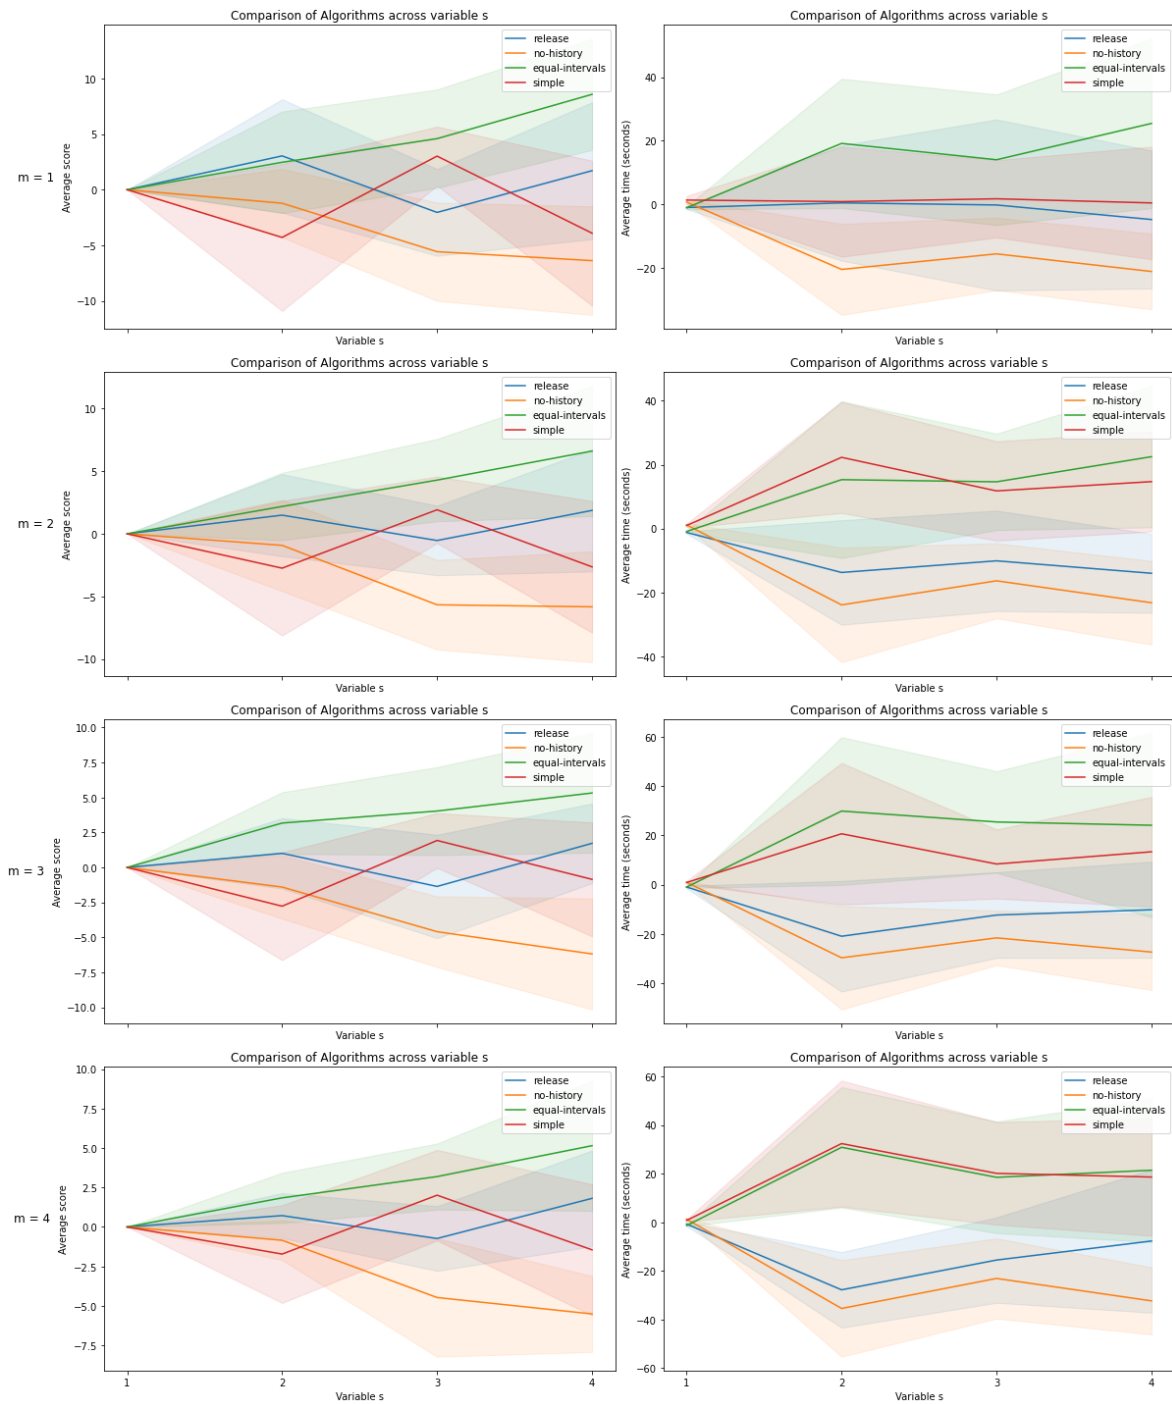 Comparison of Algorithms across variable s
release
no-history
equal-intervals
simple
10
5
0
−5
−10
Average score
m = 1
Variable s
Comparison of Algorithms across variable s
release
no-history
equal-intervals
simple
40
20
0
−20
Average time (seconds)
Variable s
Comparison of Algorithms across variable s
release
no-history
equal-intervals
simple
10
5
0
−5
−10
Average score
m = 2
Variable s
Comparison of Algorithms across variable s
release
no-history
equal-intervals
simple
40
20
0
−20
−40
Average time (seconds)
Variable s
Comparison of Algorithms across variable s
release
no-history
equal-intervals
simple
10.0
7.5
5.0
2.5
0.0
−2.5
−5.0
−7.5
−10.0
Average score
m = 3
Variable s
Comparison of Algorithms across variable s
release
no-history
equal-intervals
simple
60
40
20
0
−20
−40
Average time (seconds)
Variable s
Comparison of Algorithms across variable s
release
no-history
equal-intervals
simple
10.0
7.5
5.0
2.5
0.0
−2.5
−5.0
−7.5
Average score
m = 4
1 2 3 4
Variable s
Comparison of Algorithms across variable s
release
no-history
equal-intervals
simple
60
40
20
0
−20
−40
−60
Average time (seconds)
1 2 3 4
Variable s